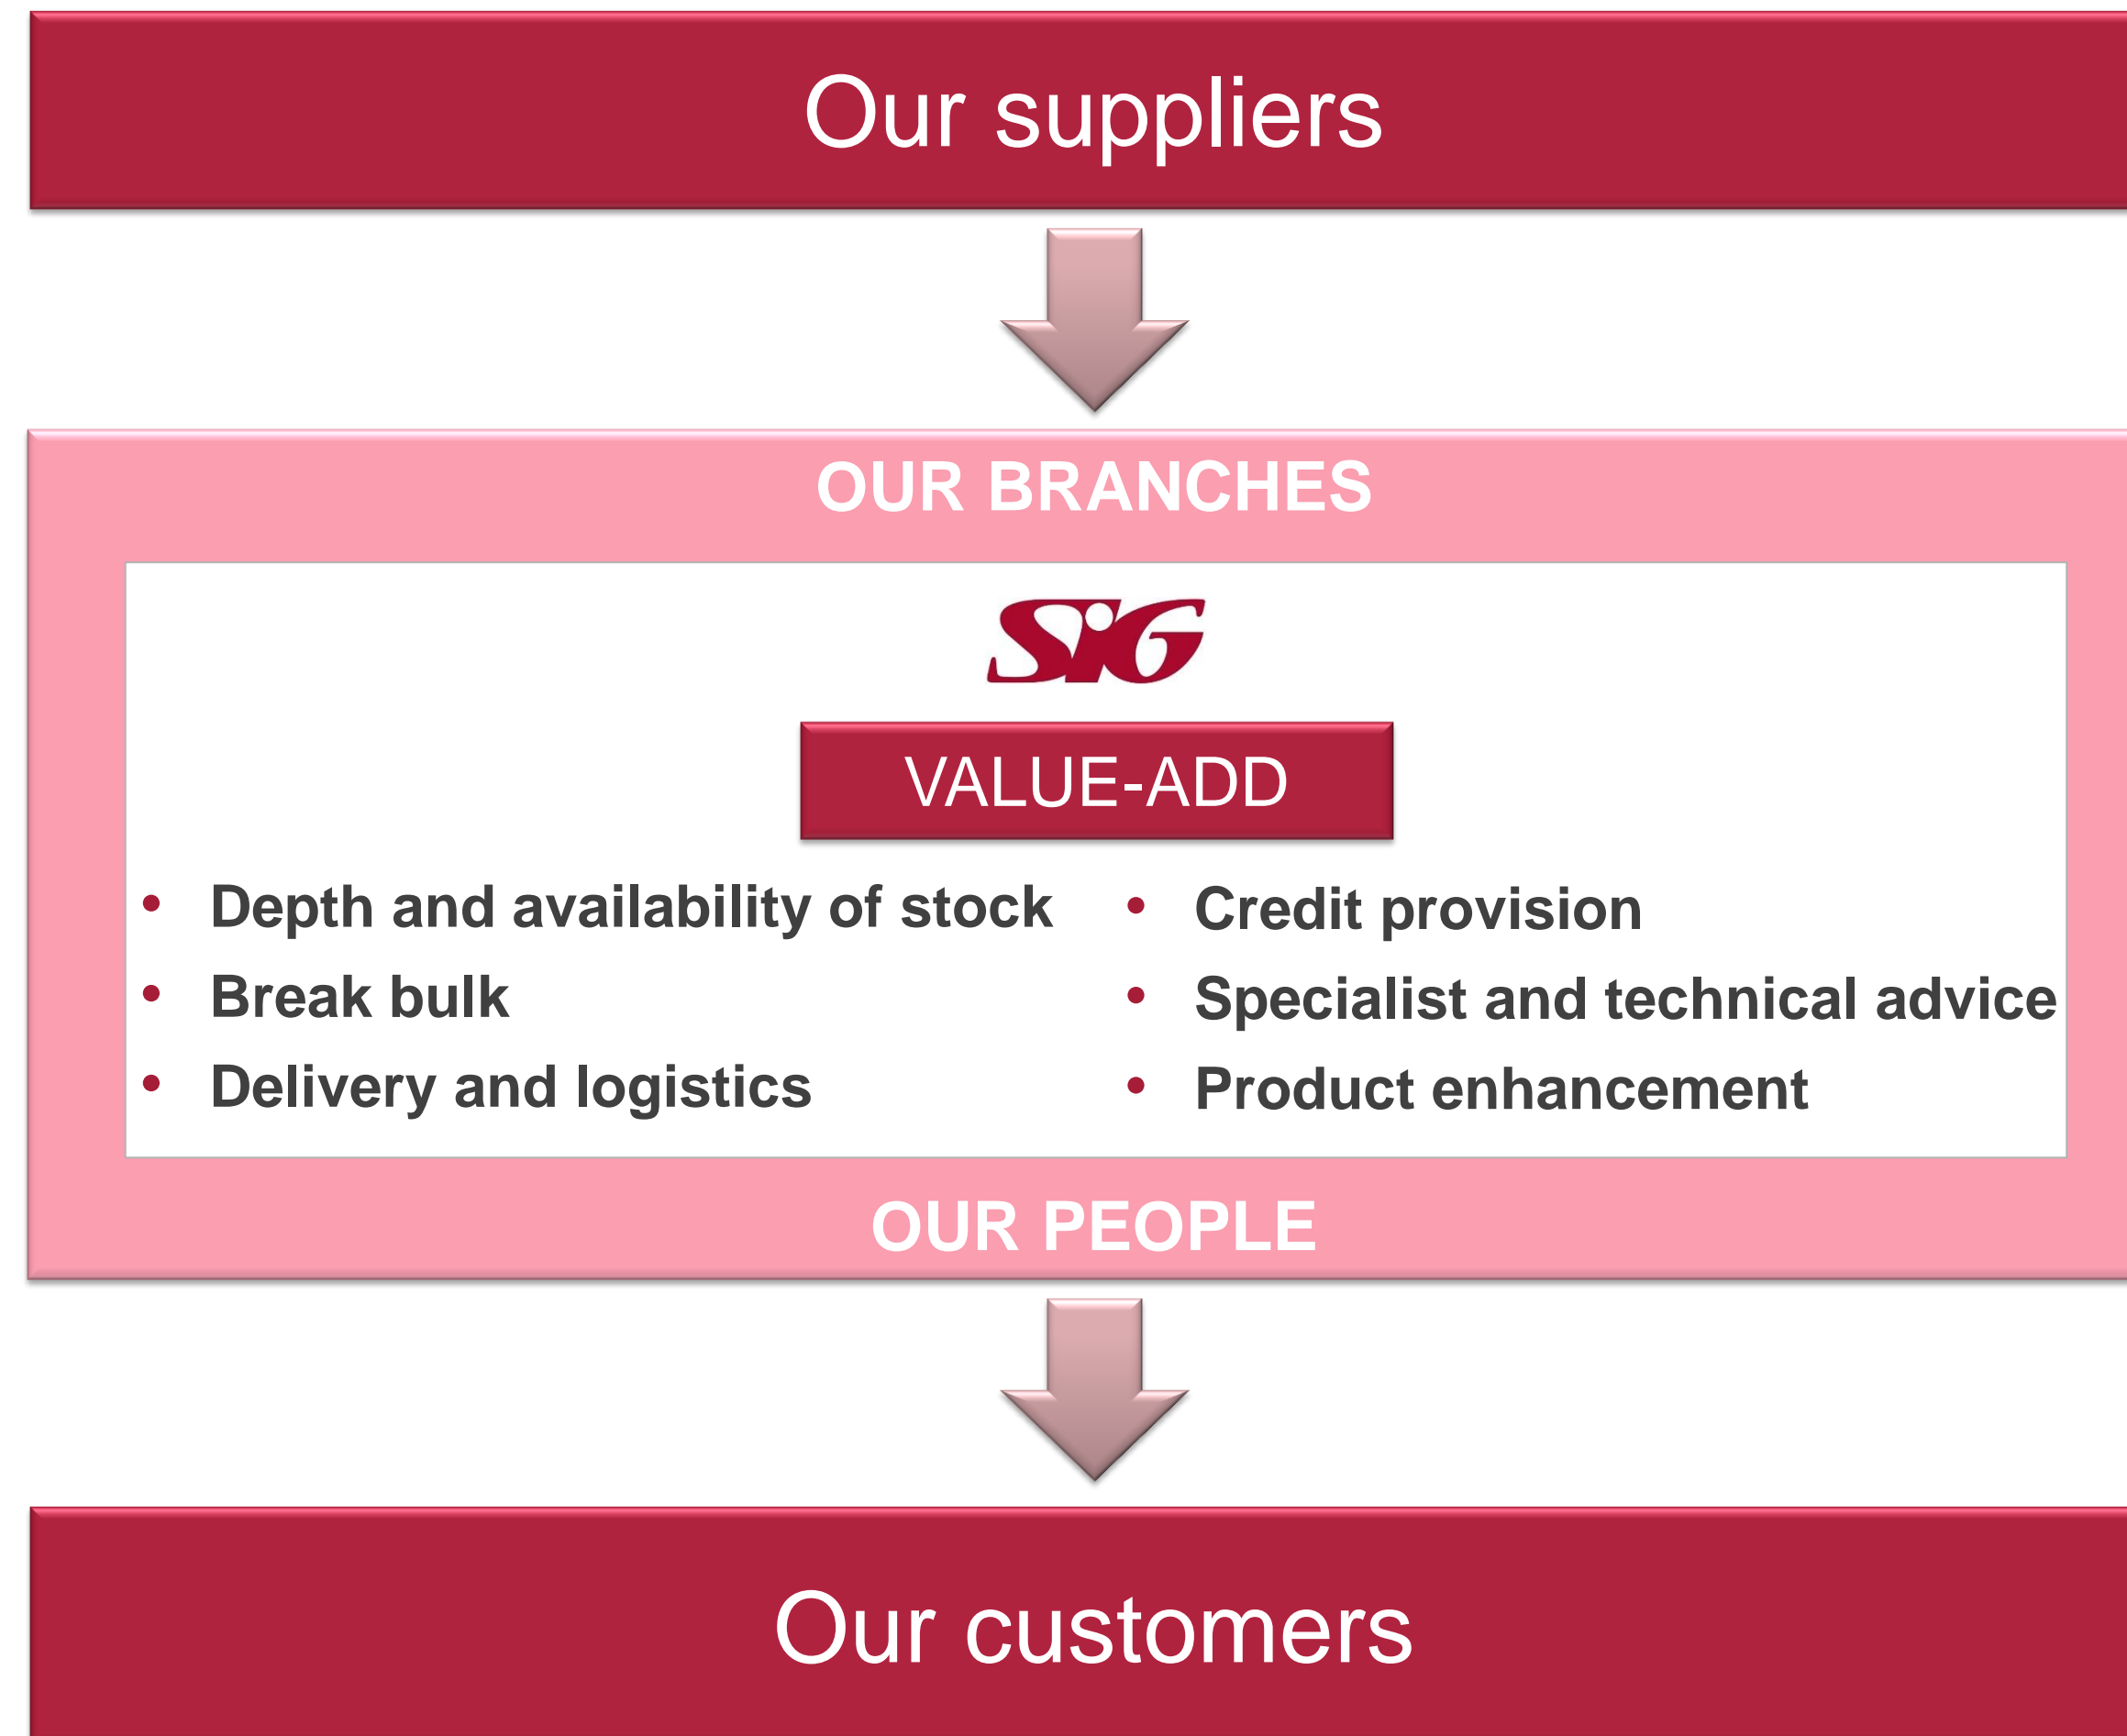 Our suppliers
OUR BRANCHES
SiG
VALUE-ADD
• Depth and availability of stock
• Break bulk
• Delivery and logistics
• Credit provision
• Specialist and technical advice
• Product enhancement
OUR PEOPLE
Our customers